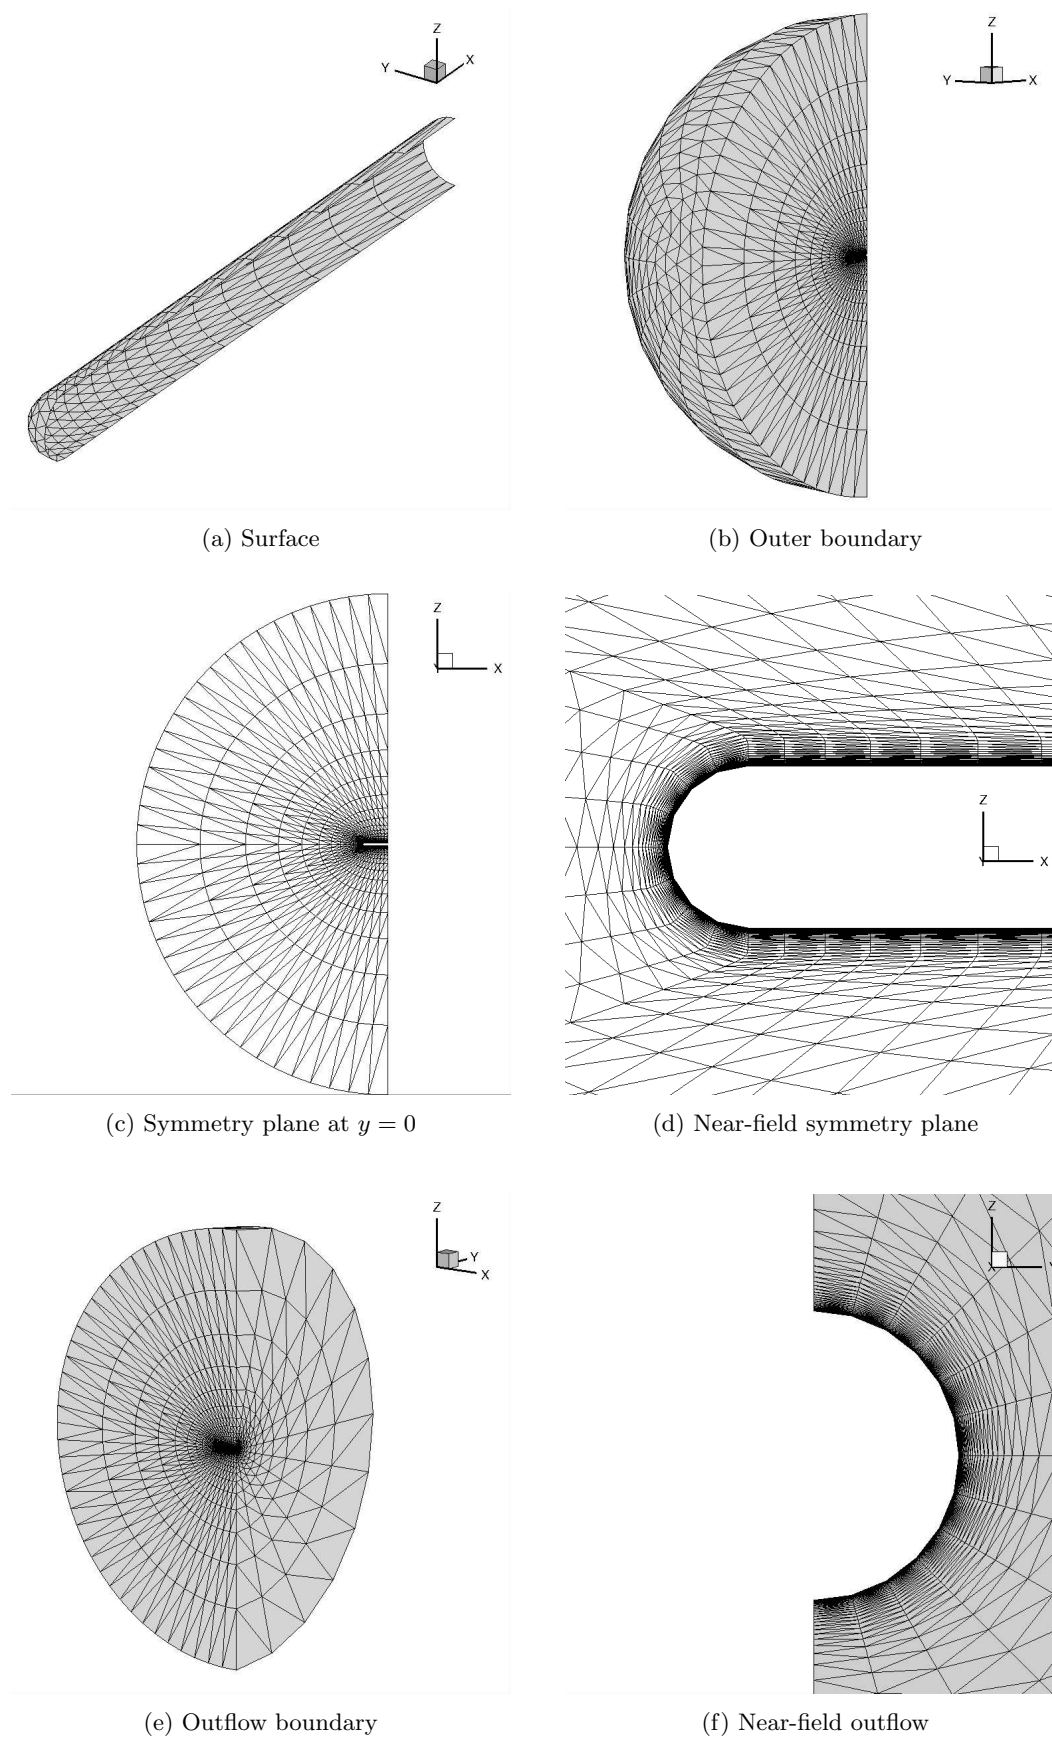 Z
Y
X
Z
Y
X
(a) Surface
(b) Outer boundary
Z
X
Z
X
(c) Symmetry plane at y = 0
(d) Near-field symmetry plane
Z
Y
X
Z
(e) Outflow boundary
(f) Near-field outflow